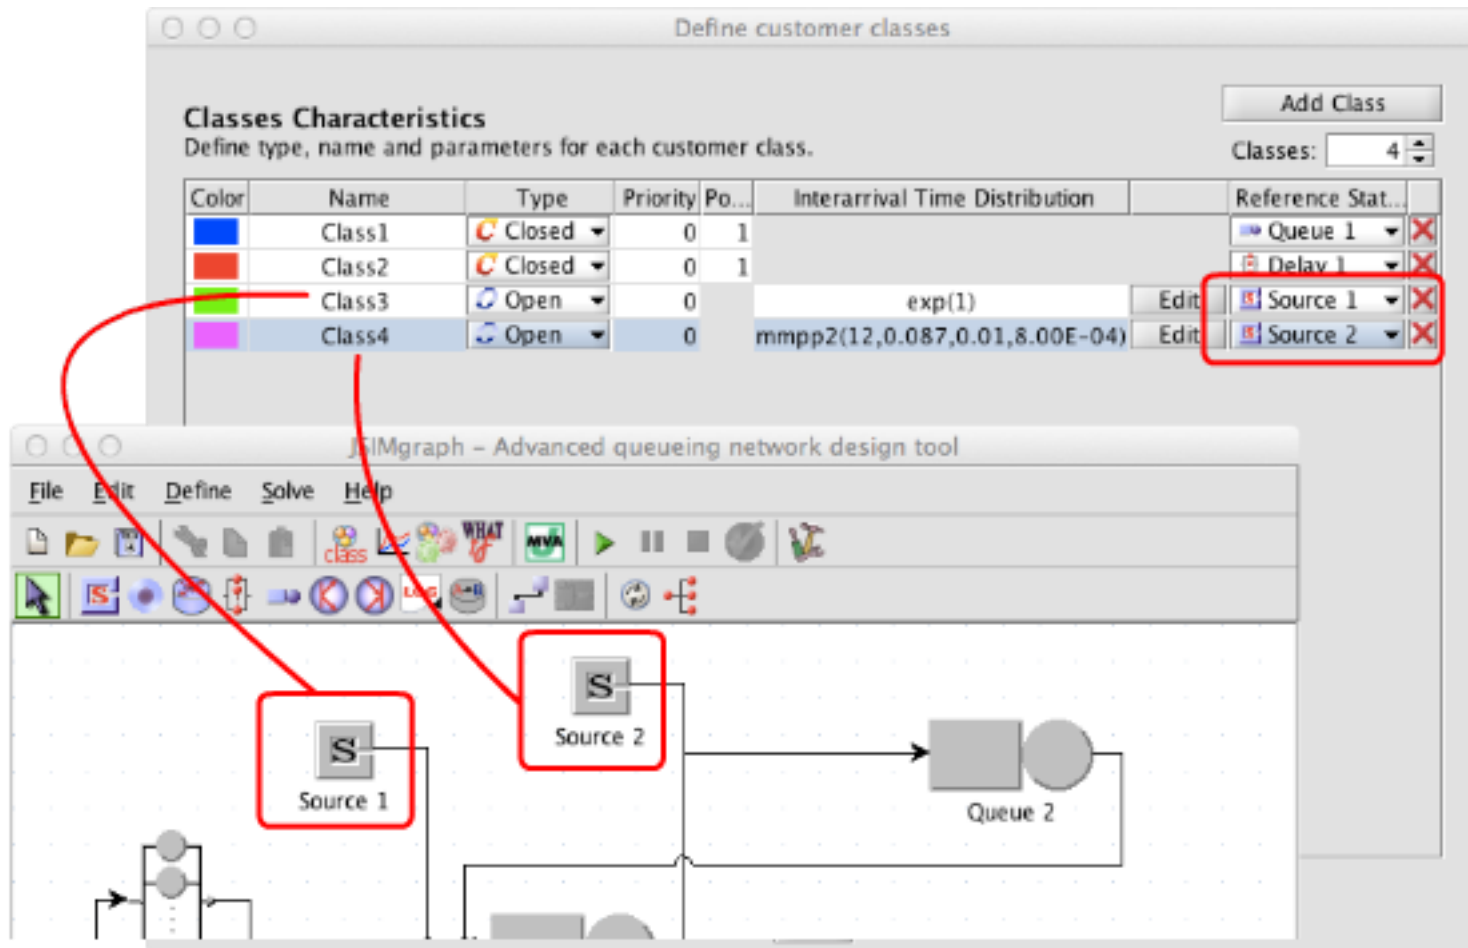 Define customer classes
Add Class
Classes Characteristics
Define type, name and parameters for each customer class.
Classes: 4
Color Name Type Priority Po... Interarrival Time Distribution Reference Stat...
Class1 Closed 0 1 Queue 1
Class2 Closed 0 1 Delay 1
Class3 Open 0 exp(1) Edit Source 1
Class4 Open 0 mmpp2(12,0.087,0.01,8.00E-04) Edit Source 2
JSIMgraph - Advanced queueing network design tool
File Edit Define Solve Help
class WHAT if MVA
S LOG
S
Source 2
S
Source 1
Queue 2